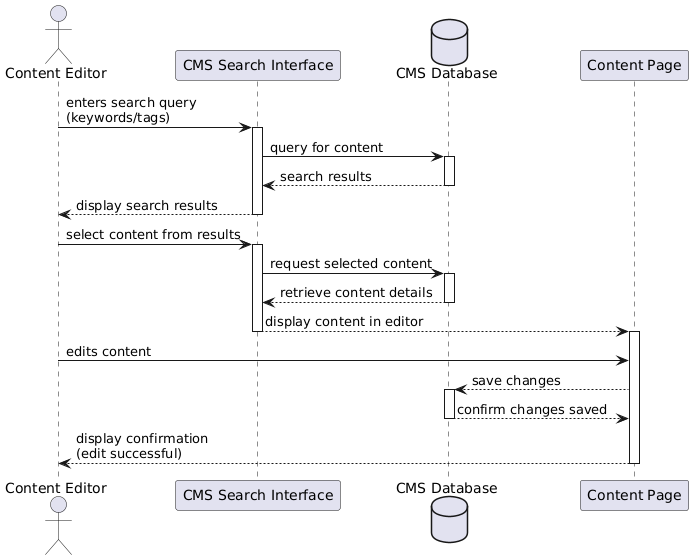 Content Editor
CMS Search Interface
CMS Database
Content Page
enters search query
(keywords/tags)
query for content
search results
display search results
select content from results
request selected content
retrieve content details
display content in editor
edits content
save changes
confirm changes saved
display confirmation
(edit successful)
Content Editor
CMS Search Interface
CMS Database
Content Page